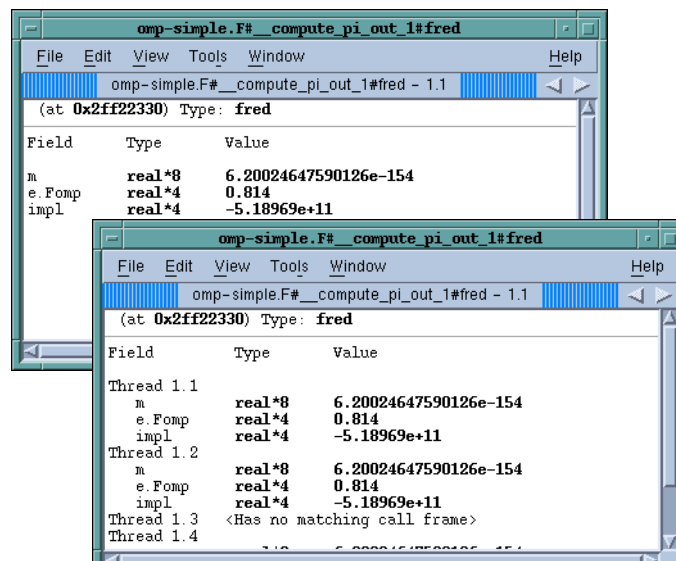 omp-simple.F#__compute_pi_out_1#fred
File Edit View Tools Window Help
omp-simple.F#__compute_pi_out_1#fred - 1.1
(at 0x2ff22330) Type: fred
Field Type Value
m real*8 6.20024647590126e-154
e.Fomp real*4 0.814
impl real*4 -5.18969e+11
omp-simple.F#__compute_pi_out_1#fred
File Edit View Tools Window Help
omp-simple.F#__compute_pi_out_1#fred - 1.1
(at 0x2ff22330) Type: fred
Field Type Value
Thread 1.1
m real*8 6.20024647590126e-154
e.Fomp real*4 0.814
impl real*4 -5.18969e+11
Thread 1.2
m real*8 6.20024647590126e-154
e.Fomp real*4 0.814
impl real*4 -5.18969e+11
Thread 1.3 <Has no matching call frame>
Thread 1.4